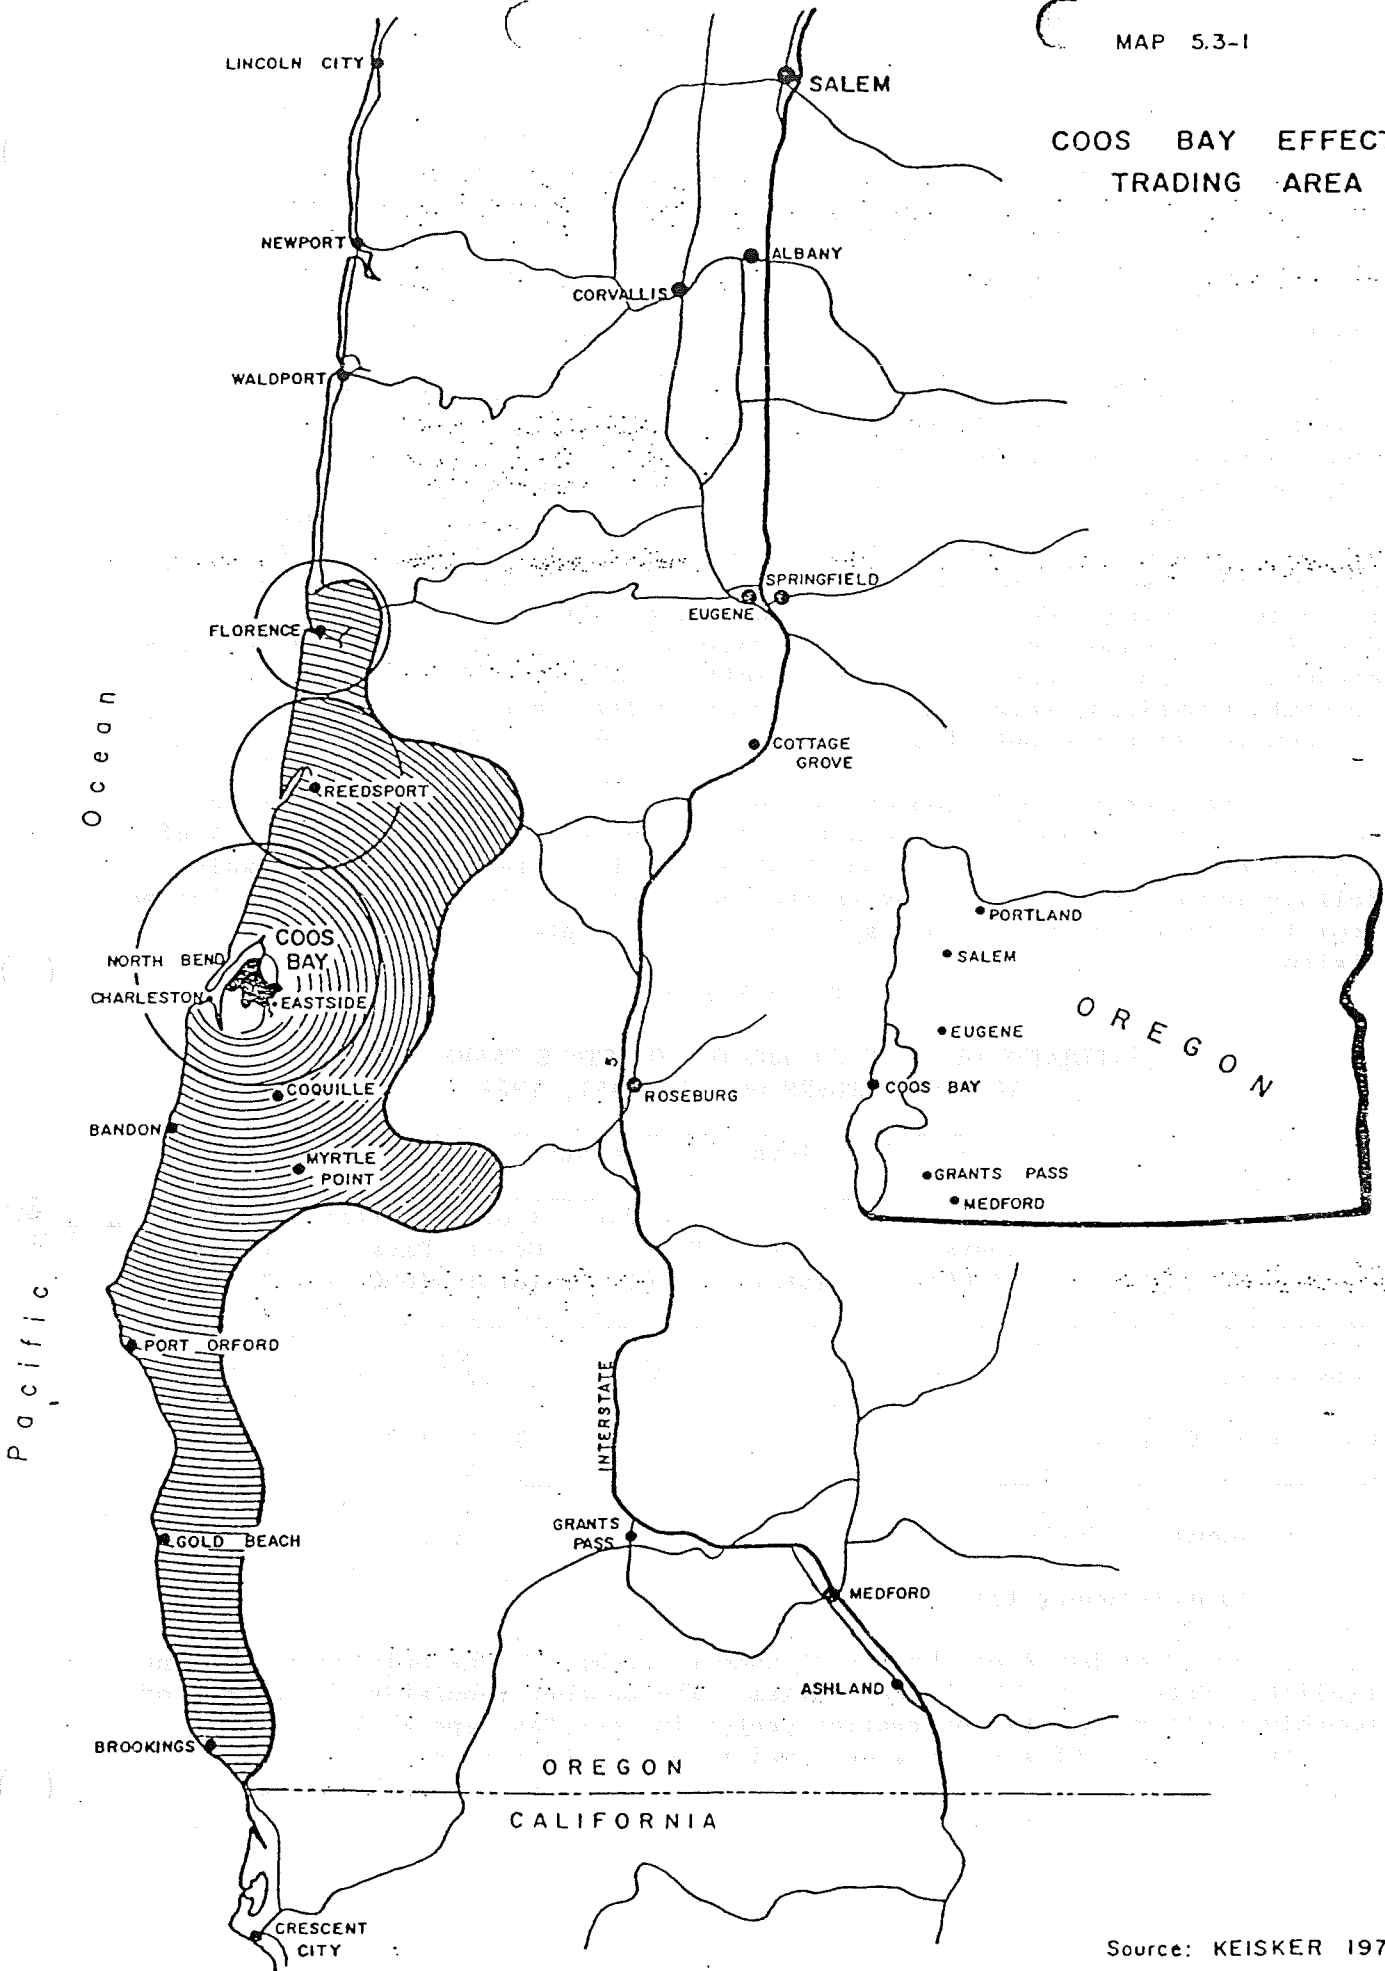 MAP 5.3-1
COOS BAY EFFECT
TRADING AREA
LINCOLN CITY
SALEM
NEWPORT
ALBANY
CORVALLIS
WALDPORT
SPRINGFIELD
EUGENE
FLORENCE
Ocean
COTTAGE
GROVE
REEDSPORT
COOS
BAY
NORTH BEND
CHARLESTON
EASTSIDE
PORTLAND
SALEM
EUGENE
OREGON
COOS BAY
GRANTS PASS
MEDFORD
5
ROSEBURG
COQUILLE
BANDON
MYRTLE
POINT
Pacific
PORT ORFORD
INTERSTATE
GOLD BEACH
GRANTS
PASS
MEDFORD
ASHLAND
BROOKINGS
OREGON
CALIFORNIA
CRESCENT
CITY
Source: KEISKER 197